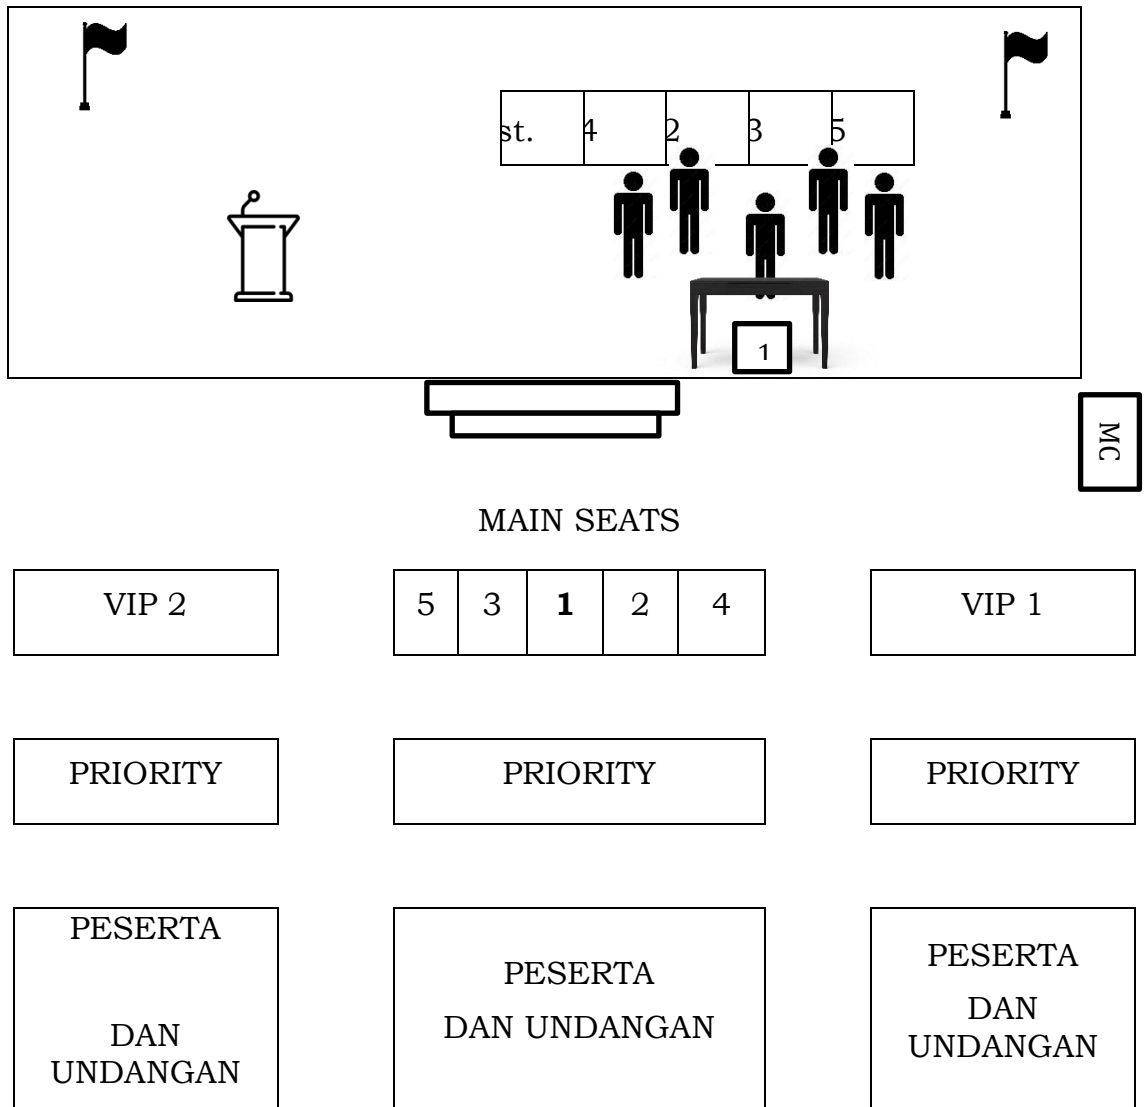 st. 4 2 3 5
1
MC
MAIN SEATS
VIP 2
5 3 1 2 4
VIP 1
PRIORITY
PRIORITY
PRIORITY
PESERTA
DAN
UNDANGAN
PESERTA
DAN UNDANGAN
PESERTA
DAN
UNDANGAN